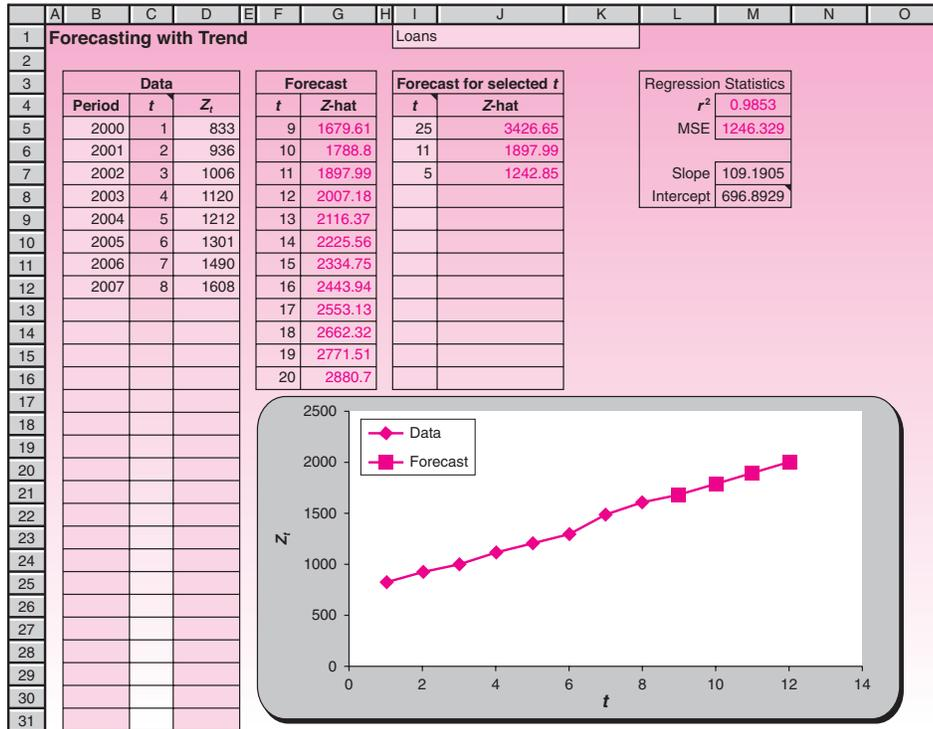 A B C D E F G H I J K L M N O
1 Forecasting with Trend Loans
2
3 Data Forecast Forecast for selected t Regression Statistics
4 Period t Zt t Z-hat t Z-hat r² 0.9853
5 2000 1 833 9 1679.61 25 3426.65 MSE 1246.329
6 2001 2 936 10 1788.8 11 1897.99
7 2002 3 1006 11 1897.99 5 1242.85 Slope 109.1905
8 2003 4 1120 12 2007.18 Intercept 696.8929
9 2004 5 1212 13 2116.37
10 2005 6 1301 14 2225.56
11 2006 7 1490 15 2334.75
12 2007 8 1608 16 2443.94
13 17 2553.13
14 18 2662.32
15 19 2771.51
16 20 2880.7
17
18
19
20
21
22
23
24
25
26
27
28
29
30
31
2500
2000
1500
1000
500
0
Zt
Data
Forecast
0 2 4 6 8 10 12 14
t